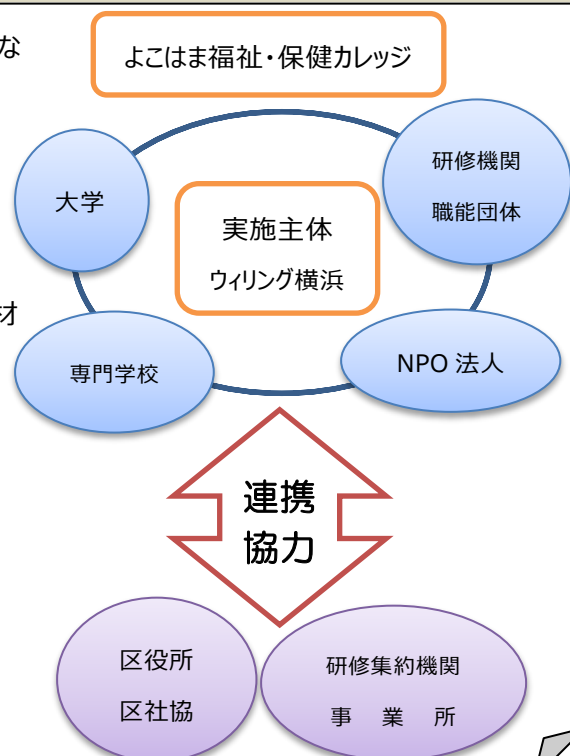 な
よこはま福祉・保健カレッジ
研修機関
職能団体
大学
実施主体
ウィリング横浜
材
専門学校
NPO 法人
連携
協力
区役所
区社協
研修集約機関
事　業　所